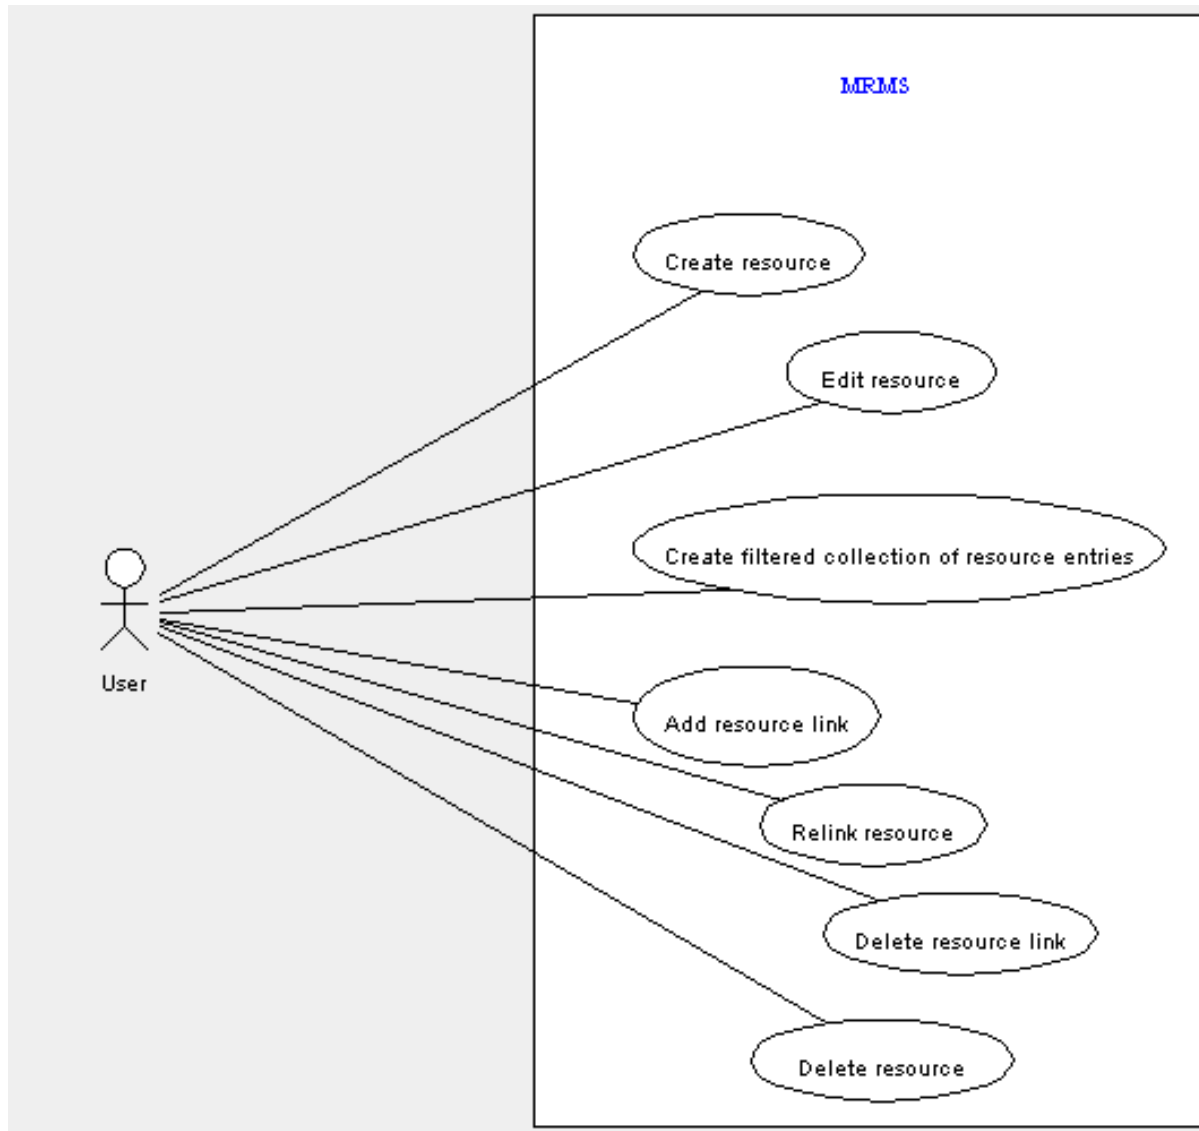 MRMS
Create resource
Edit resource
Create filtered collection of resource entries
User
Add resource link
Relink resource
Delete resource link
Delete resource